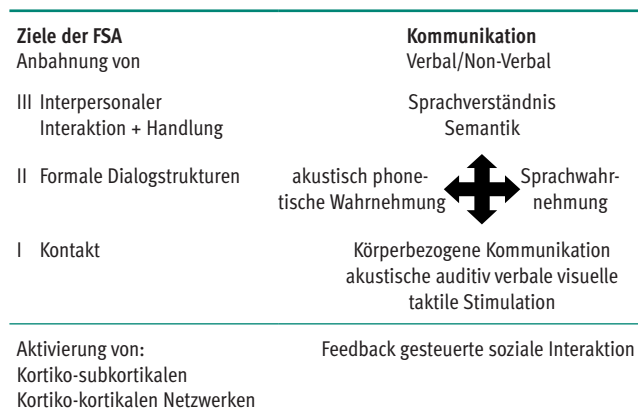 Ziele der FSA Kommunikation
Anbahnung von Verbal/Non-Verbal
III Interpersonaler Sprachverständnis
Interaktion + Handlung Semantik
II Formale Dialogstrukturen akustisch phone- Sprachwahr-
tische Wahrnehmung nehmung
I Kontakt Körperbezogene Kommunikation
akustische auditiv verbale visuelle
taktile Stimulation
Aktivierung von: Feedback gesteuerte soziale Interaktion
Kortiko-subkortikalen
Kortiko-kortikalen Netzwerken